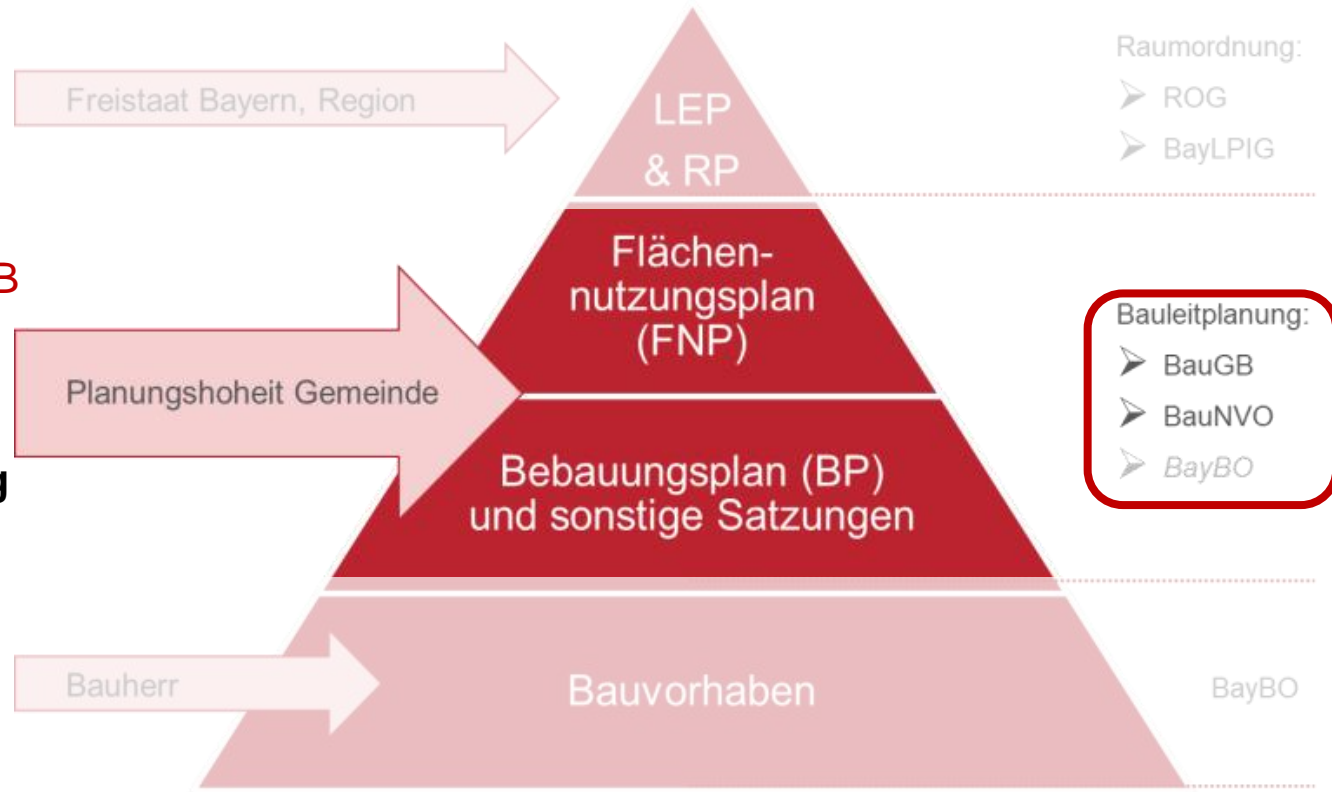 Freistaat Bayern, Region
LEP
& RP
Raumordnung:
➢ ROG
➢ BayLPIG
B
Planungshoheit Gemeinde
g
Flächen-
nutzungsplan
(FNP)
Bebauungsplan (BP)
und sonstige Satzungen
Bauleitplanung:
➢ BauGB
➢ BauNVO
➢ BayBO
Bauherr
Bauvorhaben
BayBO